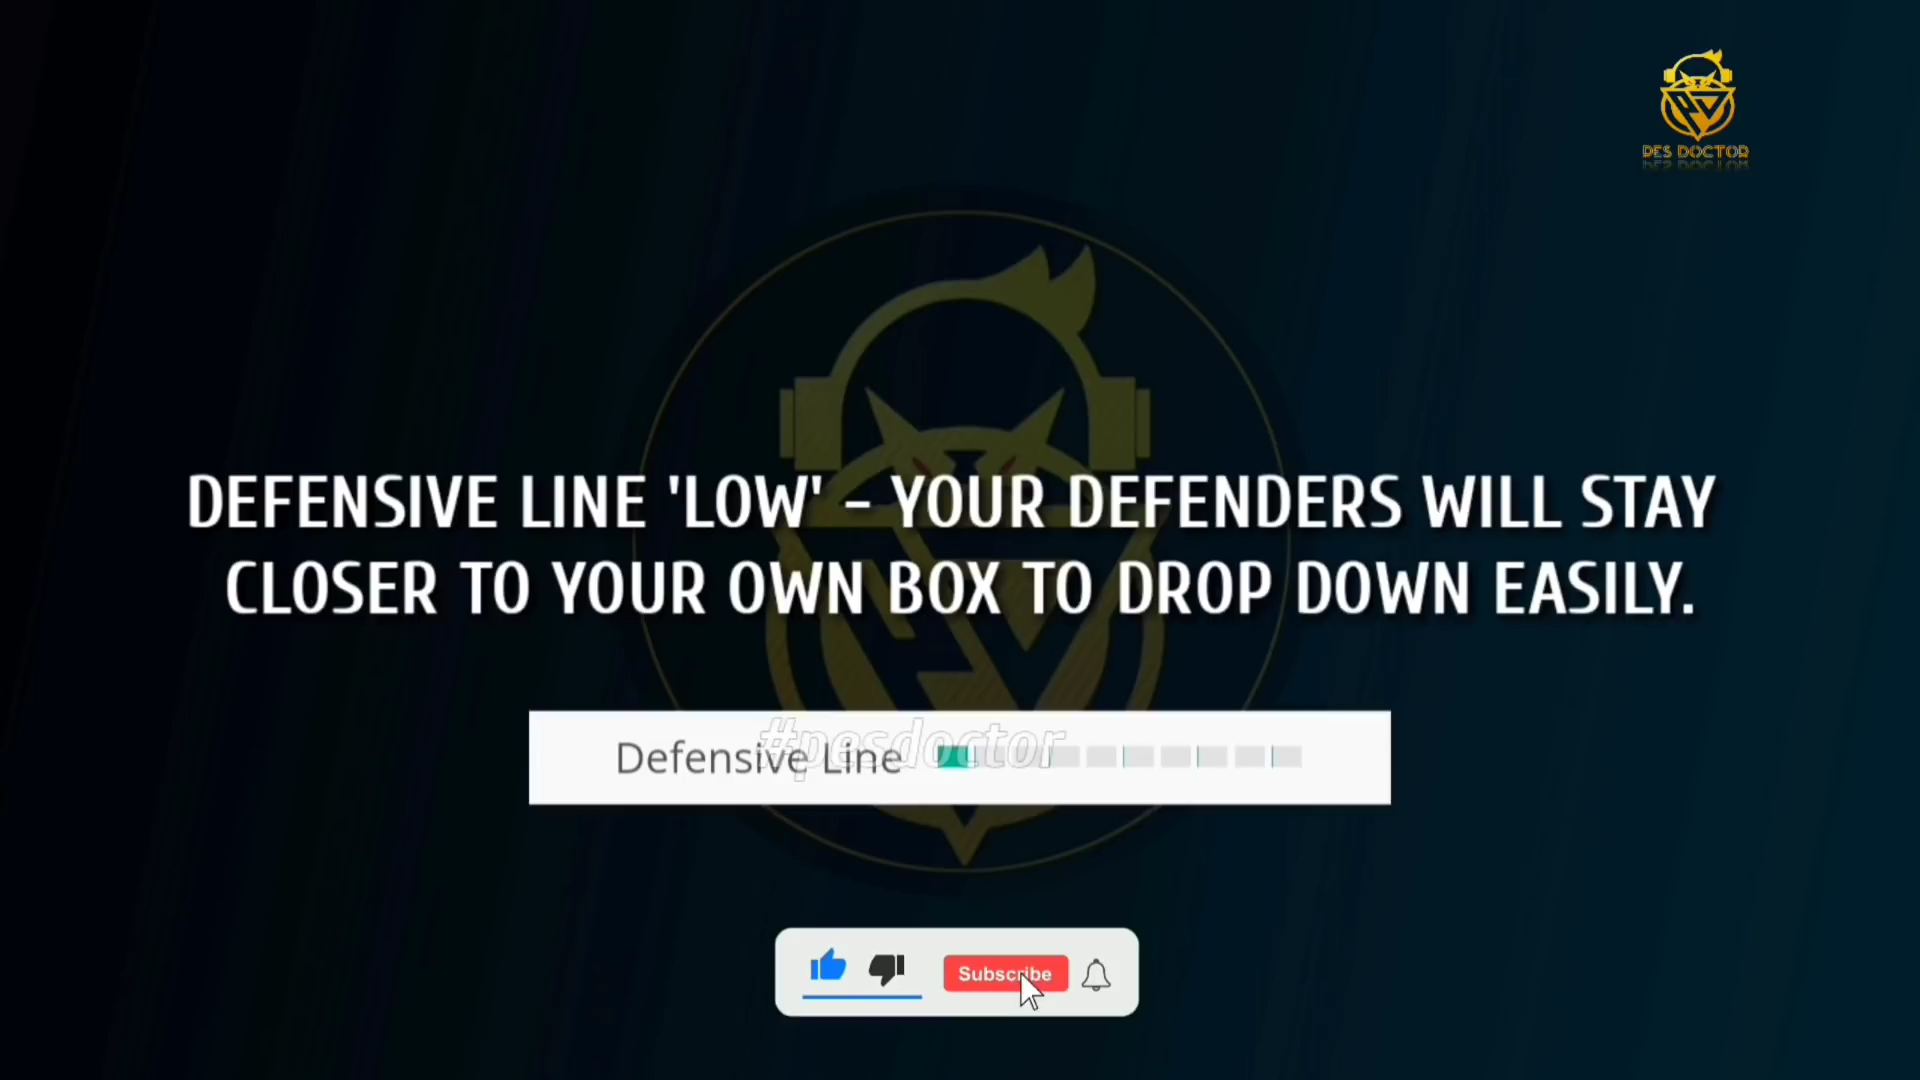 PES DOCTOR
DEFENSIVE LINE 'LOW' - YOUR DEFENDERS WILL STAY
CLOSER TO YOUR OWN BOX TO DROP DOWN EASILY.
#pesdoctor
Defensive Line
Subscribe